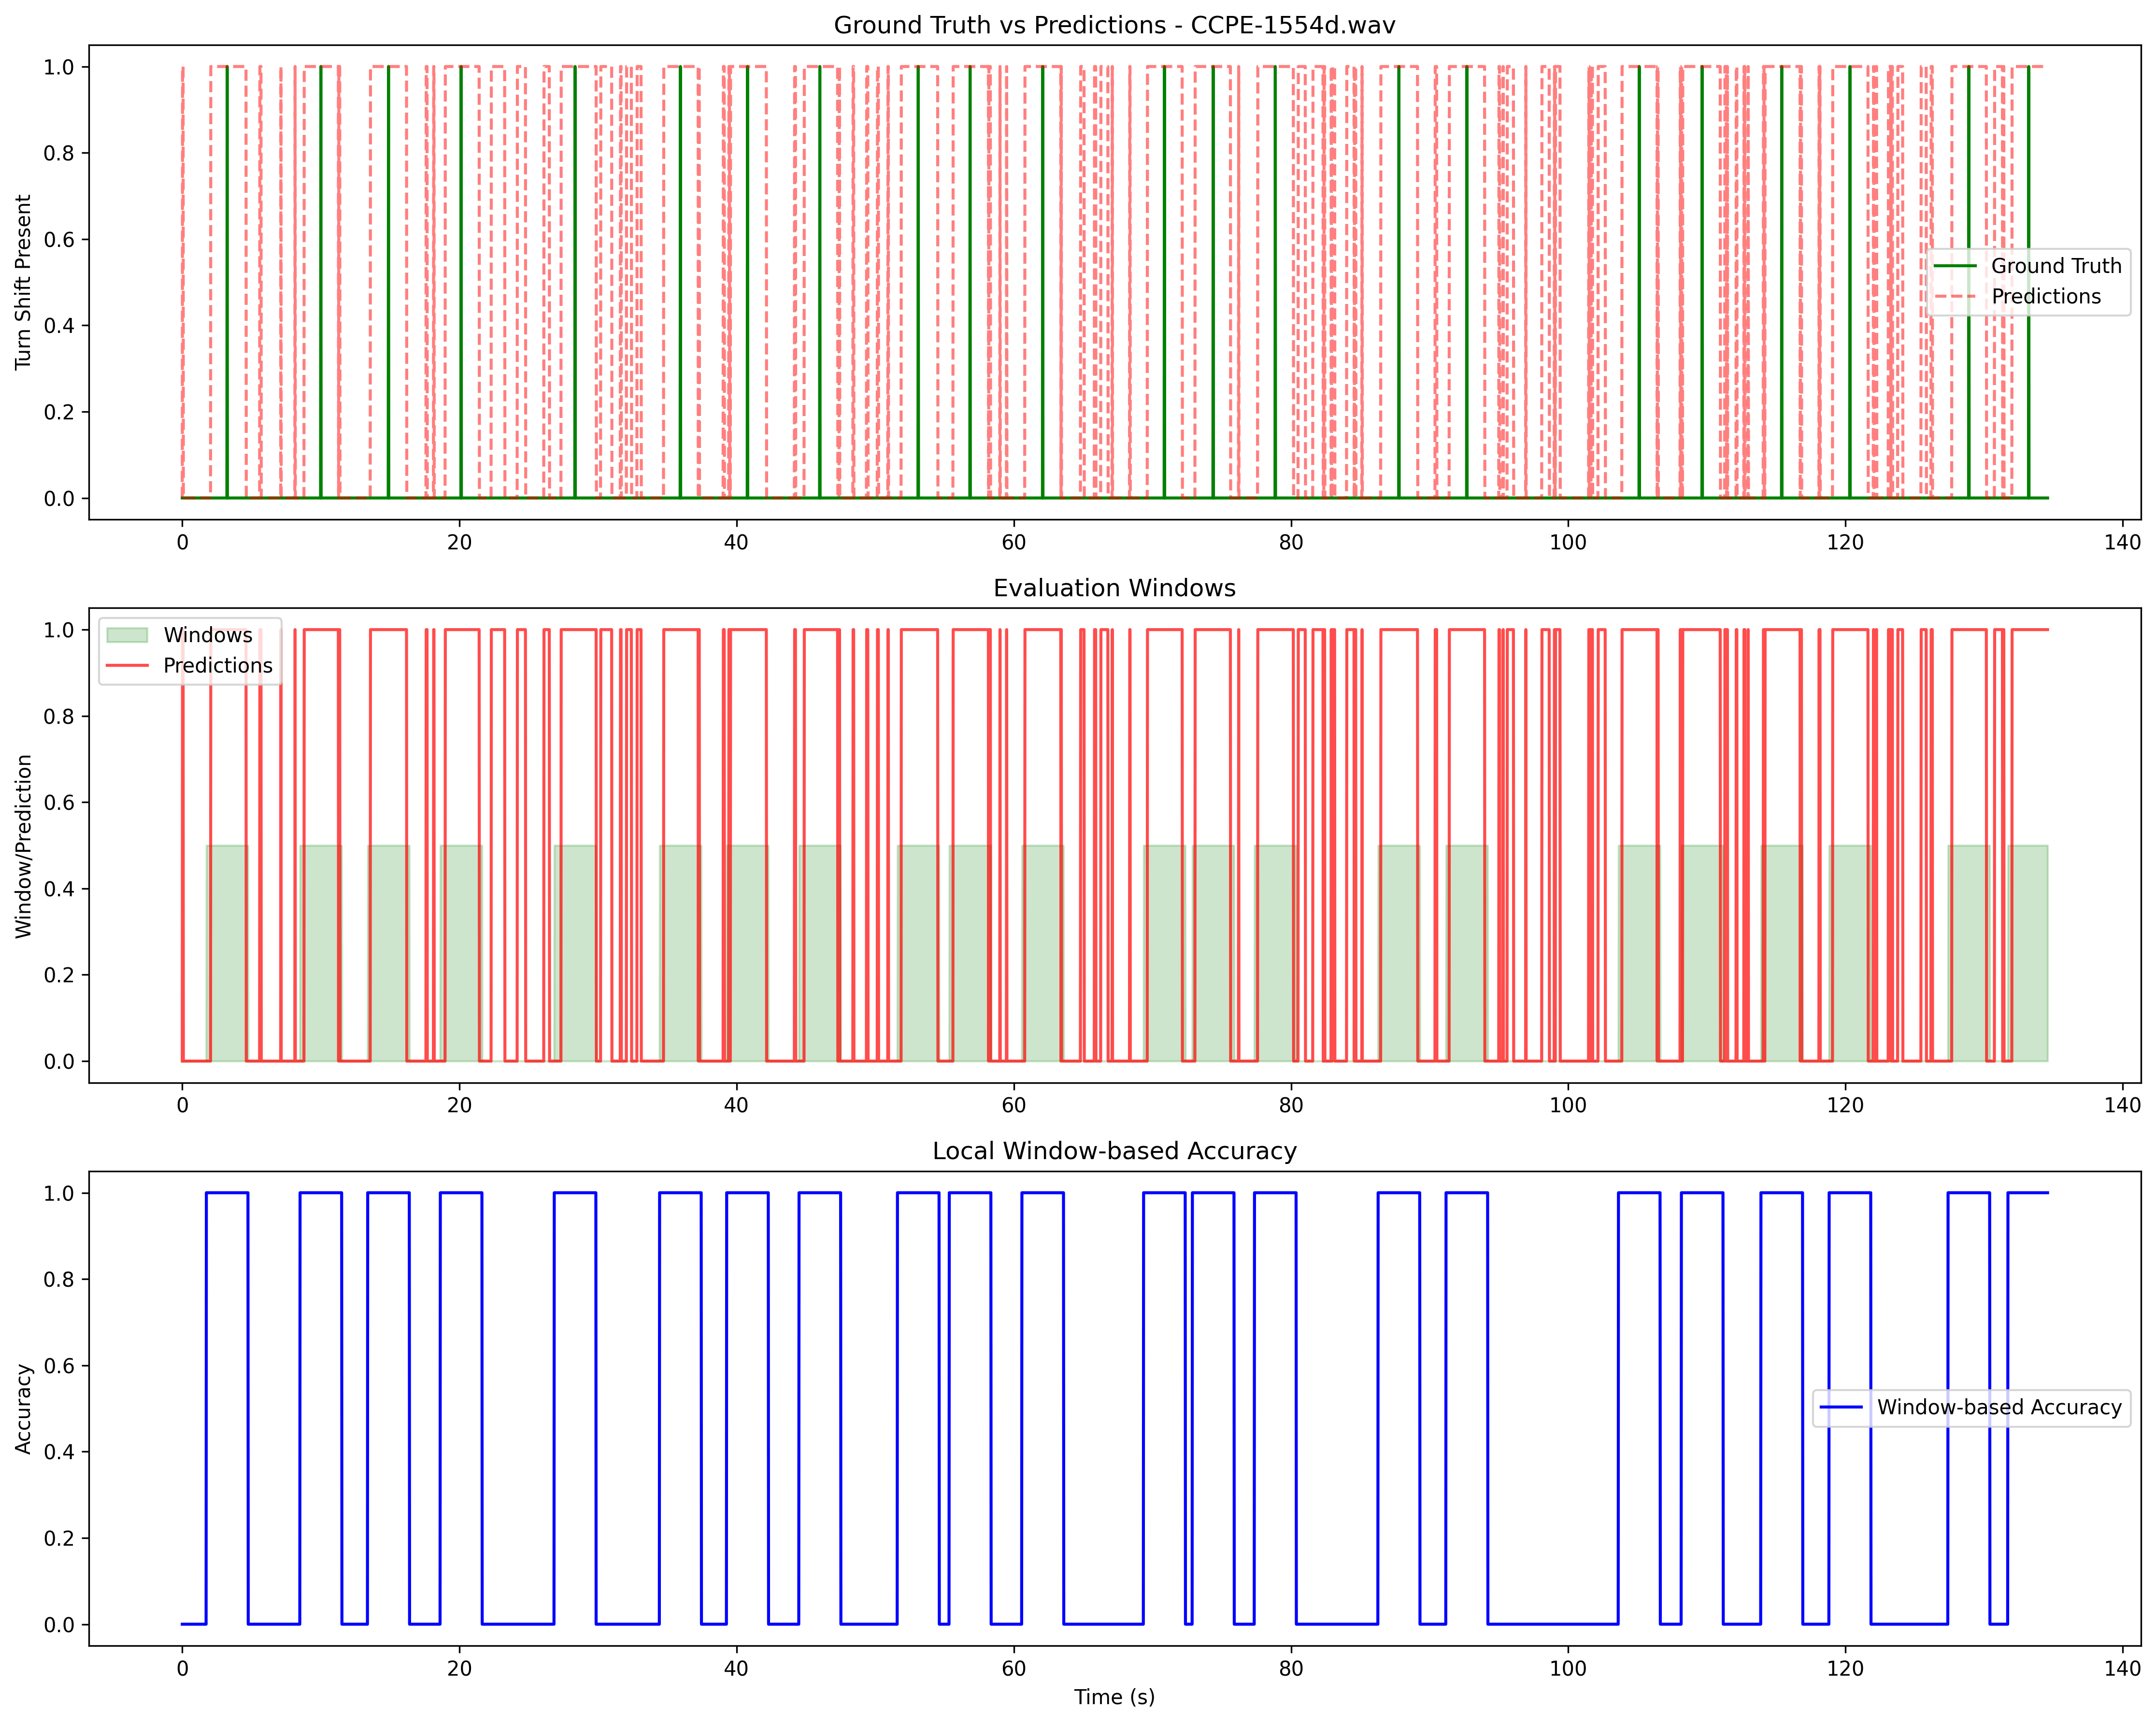 Ground Truth vs Predictions - CCPE-1554d.wav
Turn Shift Present
1.0
0.8
0.6
0.4
0.2
0.0
Ground Truth
Predictions
0 20 40 60 80 100 120 140
Evaluation Windows
Window/Prediction
1.0
0.8
0.6
0.4
0.2
0.0
Windows
Predictions
0 20 40 60 80 100 120 140
Local Window-based Accuracy
Accuracy
1.0
0.8
0.6
0.4
0.2
0.0
Window-based Accuracy
0 20 40 60 80 100 120 140
Time (s)